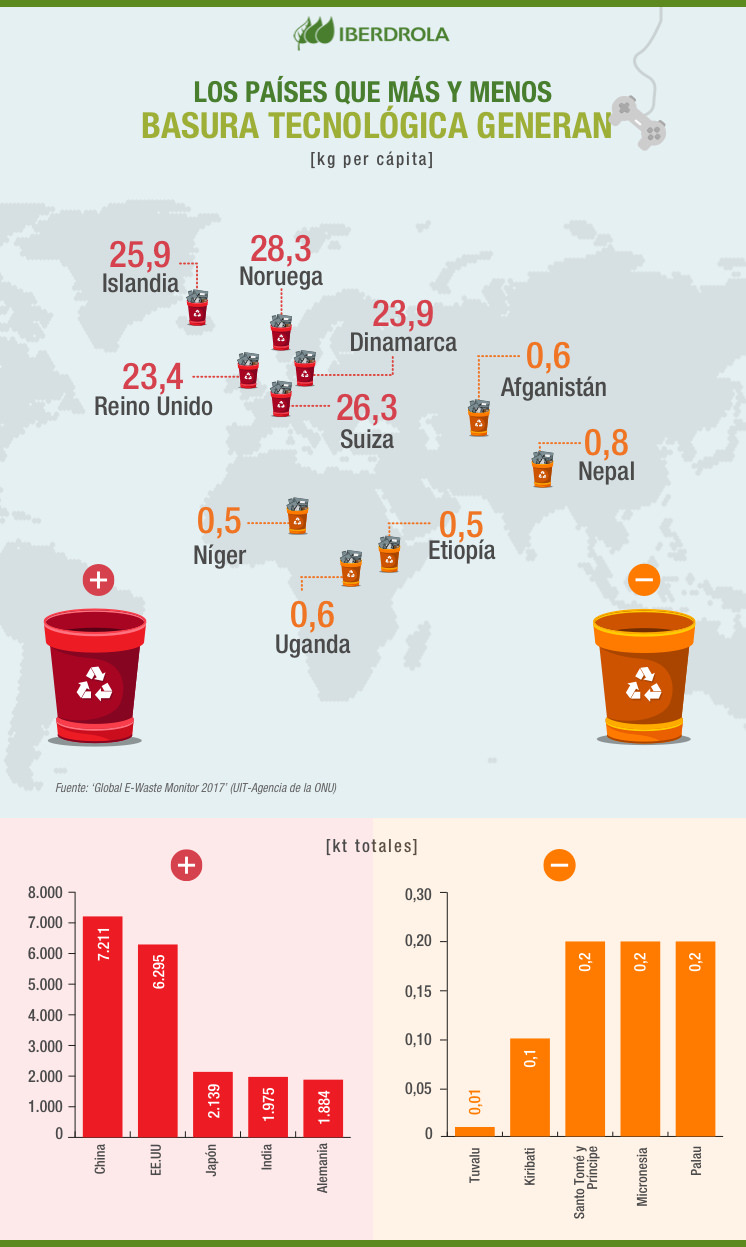 IBERDROLA
LOS PAÍSES QUE MÁS Y MENOS
BASURA TECNOLÓGICA GENERAN
[kg per cápita]
25,9
Islandia
28,3
Noruega
23,9
Dinamarca
23,4
Reino Unido
26,3
Suiza
0,6
Afganistán
0,8
Nepal
0,5
Níger
0,5
Etiopía
0,6
Uganda
Fuente: ‘Global E-Waste Monitor 2017’ (UIT-Agencia de la ONU)
[kt totales]
8.000
7.000
6.000
5.000
4.000
3.000
2.000
1.000
0
7.211
6.295
2.139
1.975
1.884
China
EE.UU
Japón
India
Alemania
0,30
0,20
0,15
0,10
0,05
0
0,01
0,1
0,2
0,2
0,2
Tuvalu
Kiribati
Santo Tomé y
Príncipe
Micronesia
Palau